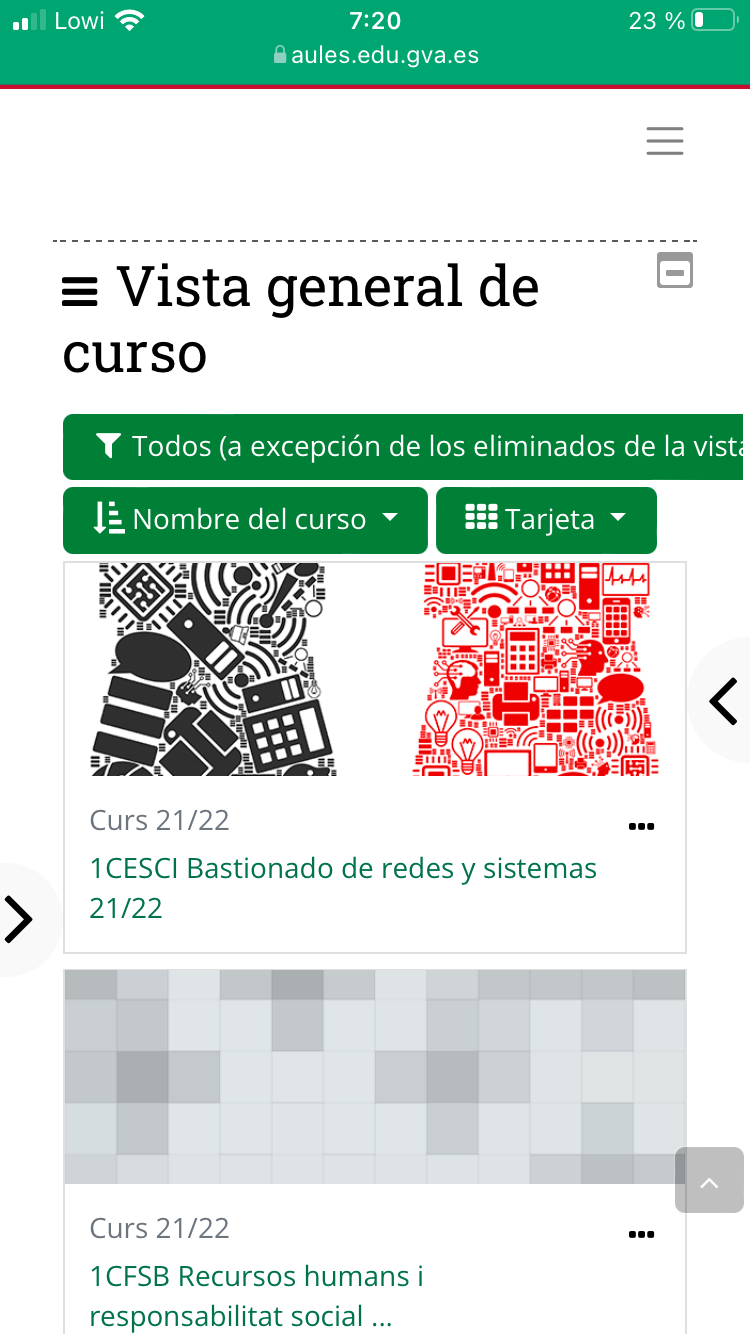 Lowi 7:20 23 %
aules.edu.gva.es
Vista general de
curso
Todos (a excepción de los eliminados de la vista
Nombre del curso Tarjeta
Curs 21/22
1CESCI Bastionado de redes y sistemas
21/22
Curs 21/22
1CFSB Recursos humans i
responsabilitat social ...